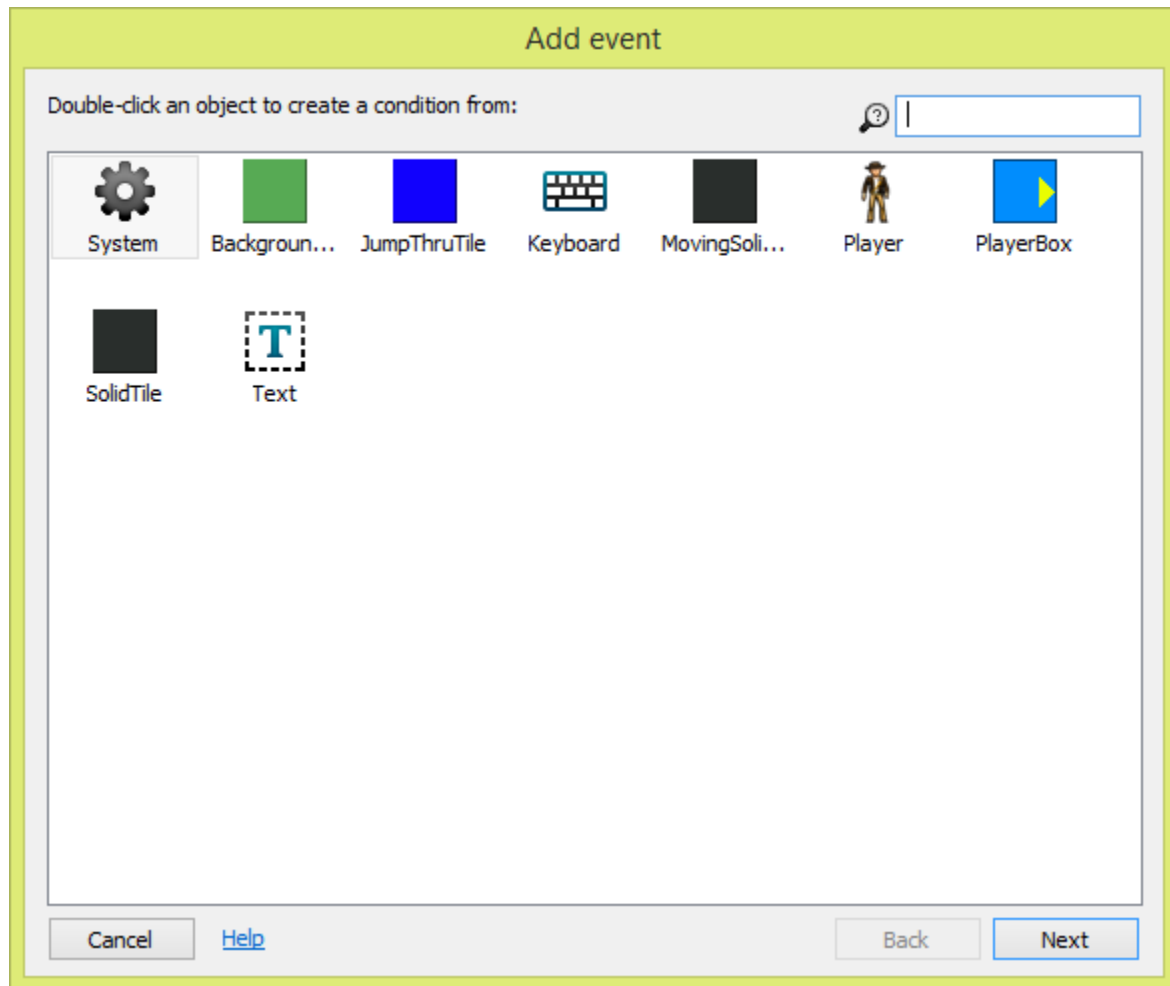 Add event
Double-click an object to create a condition from:
System Backgroun... JumpThruTile Keyboard MovingSoli... Player PlayerBox
SolidTile Text
Cancel Help Back Next